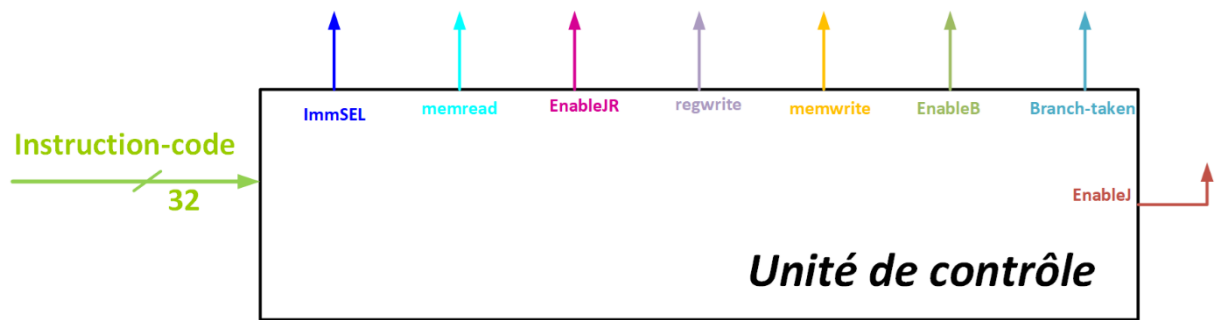 ImmSEL
memread
EnableJR
regwrite
memwrite
EnableB
Branch-taken
Instruction-code
32
EnableJ
Unité de contrôle